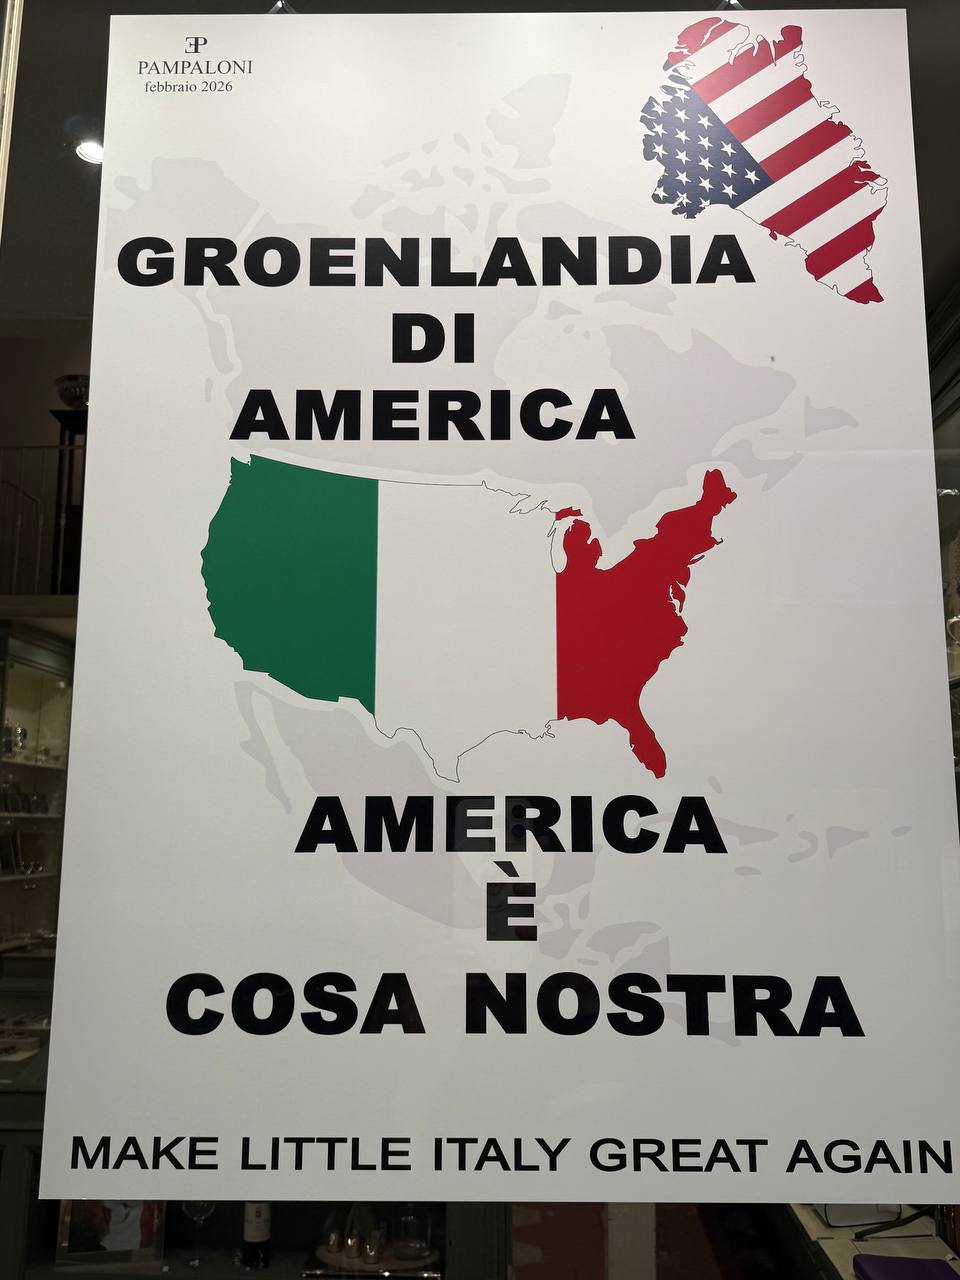 PAMPALONI
febbraio 2026
GROENLANDIA
DI
AMERICA
AMERICA
È
COSA NOSTRA
MAKE LITTLE ITALY GREAT AGAIN